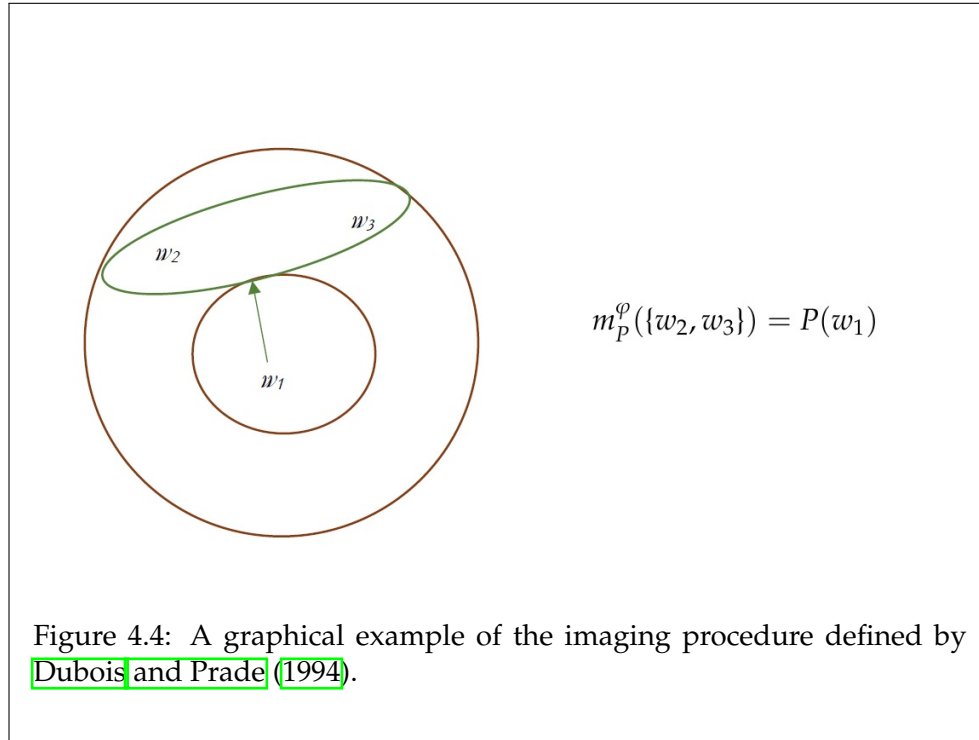 w₃
w₂
m_P^φ({w₂, w₃}) = P(w₁)
w₁
Figure 4.4: A graphical example of the imaging procedure defined by
Dubois and Prade (1994).